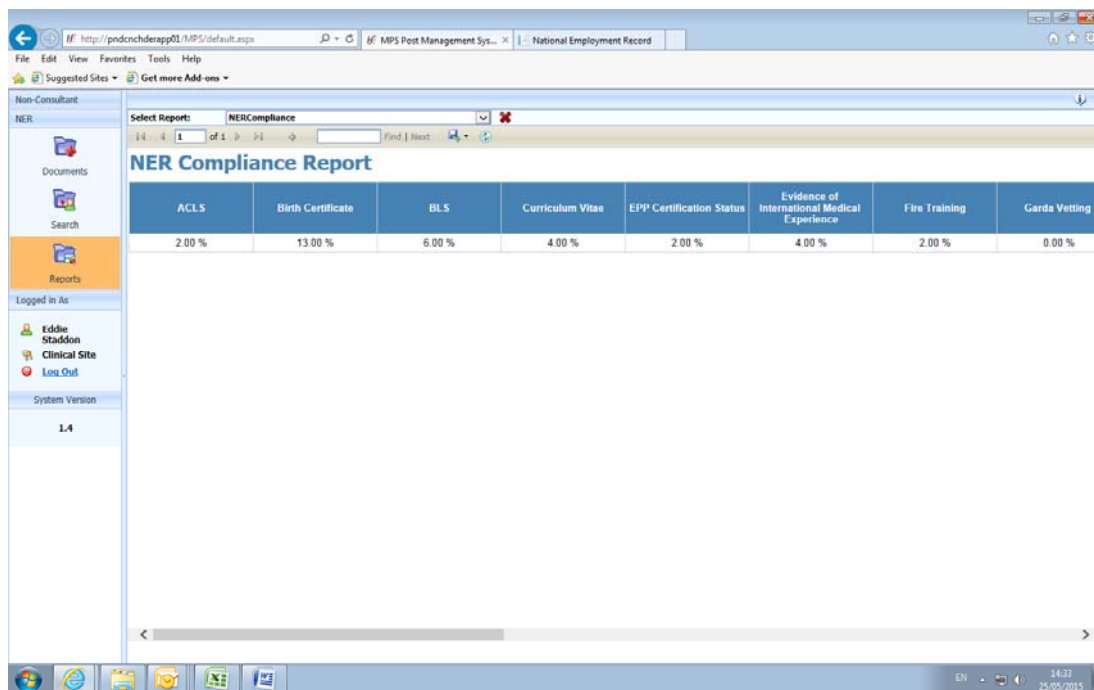 http://pndcnchderapp01/MPS/default.aspx
MPS Post Management Sys...
National Employment Record
File Edit View Favorites Tools Help
Suggested Sites Get more Add-ons
Non-Consultant
NER
Documents
Search
Reports
Logged in As
Eddie
Staddon
Clinical Site
Log Out
System Version
1.4
Select Report: NERCompliance
1 of 1 Find | Next
NER Compliance Report
ACLS Birth Certificate BLS Curriculum Vitae EPP Certification Status Evidence of International Medical Experience Fire Training Garda Vetting
2.00 % 13.00 % 6.00 % 4.00 % 2.00 % 4.00 % 2.00 % 0.00 %
EN
14:33
25/05/2015